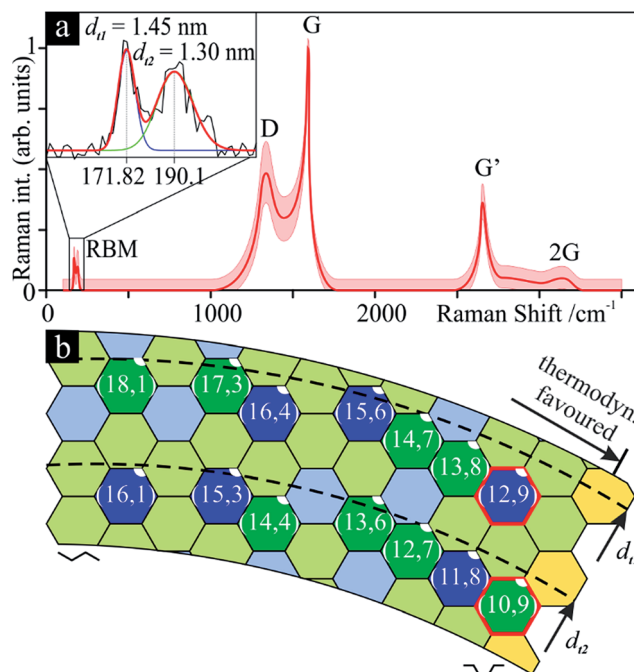 a
d_t1 = 1.45 nm
d_t2 = 1.30 nm
171.82 190.1
G
D
G’
2G
RBM
Raman int. (arb. units)
1
0
0 1000 2000 3000
Raman Shift /cm⁻¹
b
thermodyn.
favoured
18,1 17,3 16,4 15,6 14,7 13,8 12,9
16,1 15,3 14,4 13,6 12,7 11,8 10,9
d_t2